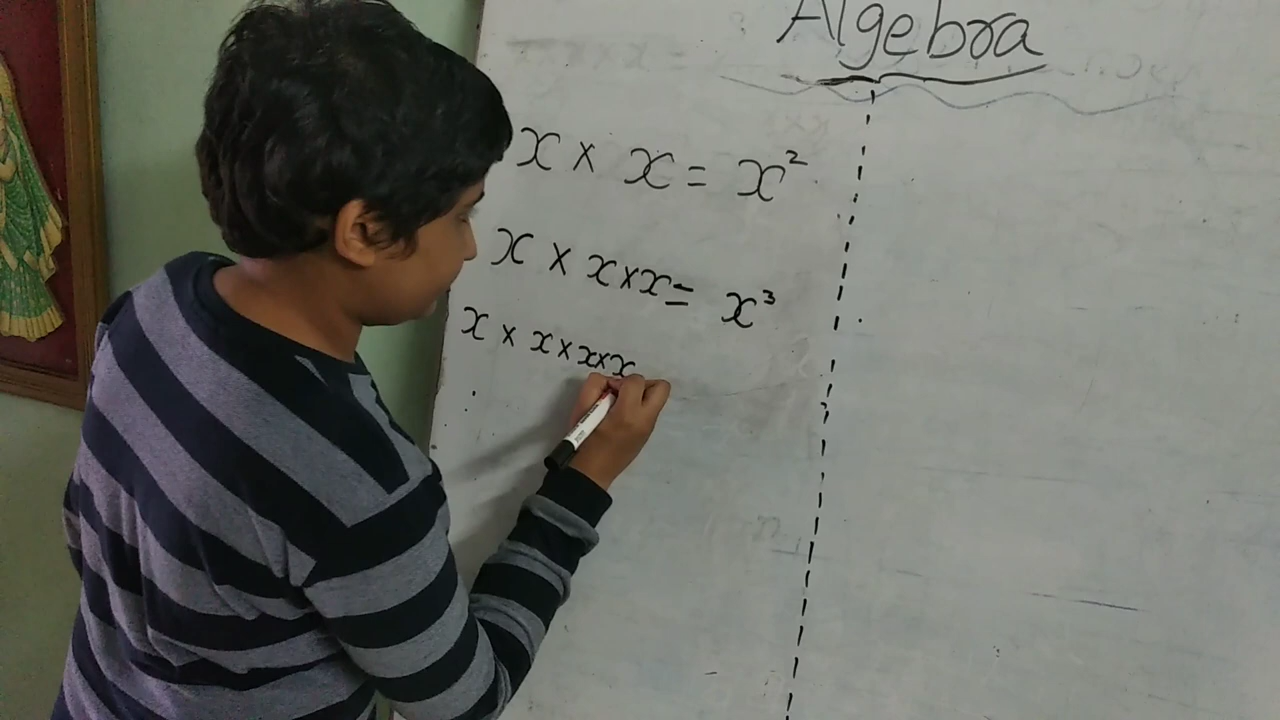 Algebra
x × x = x²
x × x × x = x³
x × x × x × x